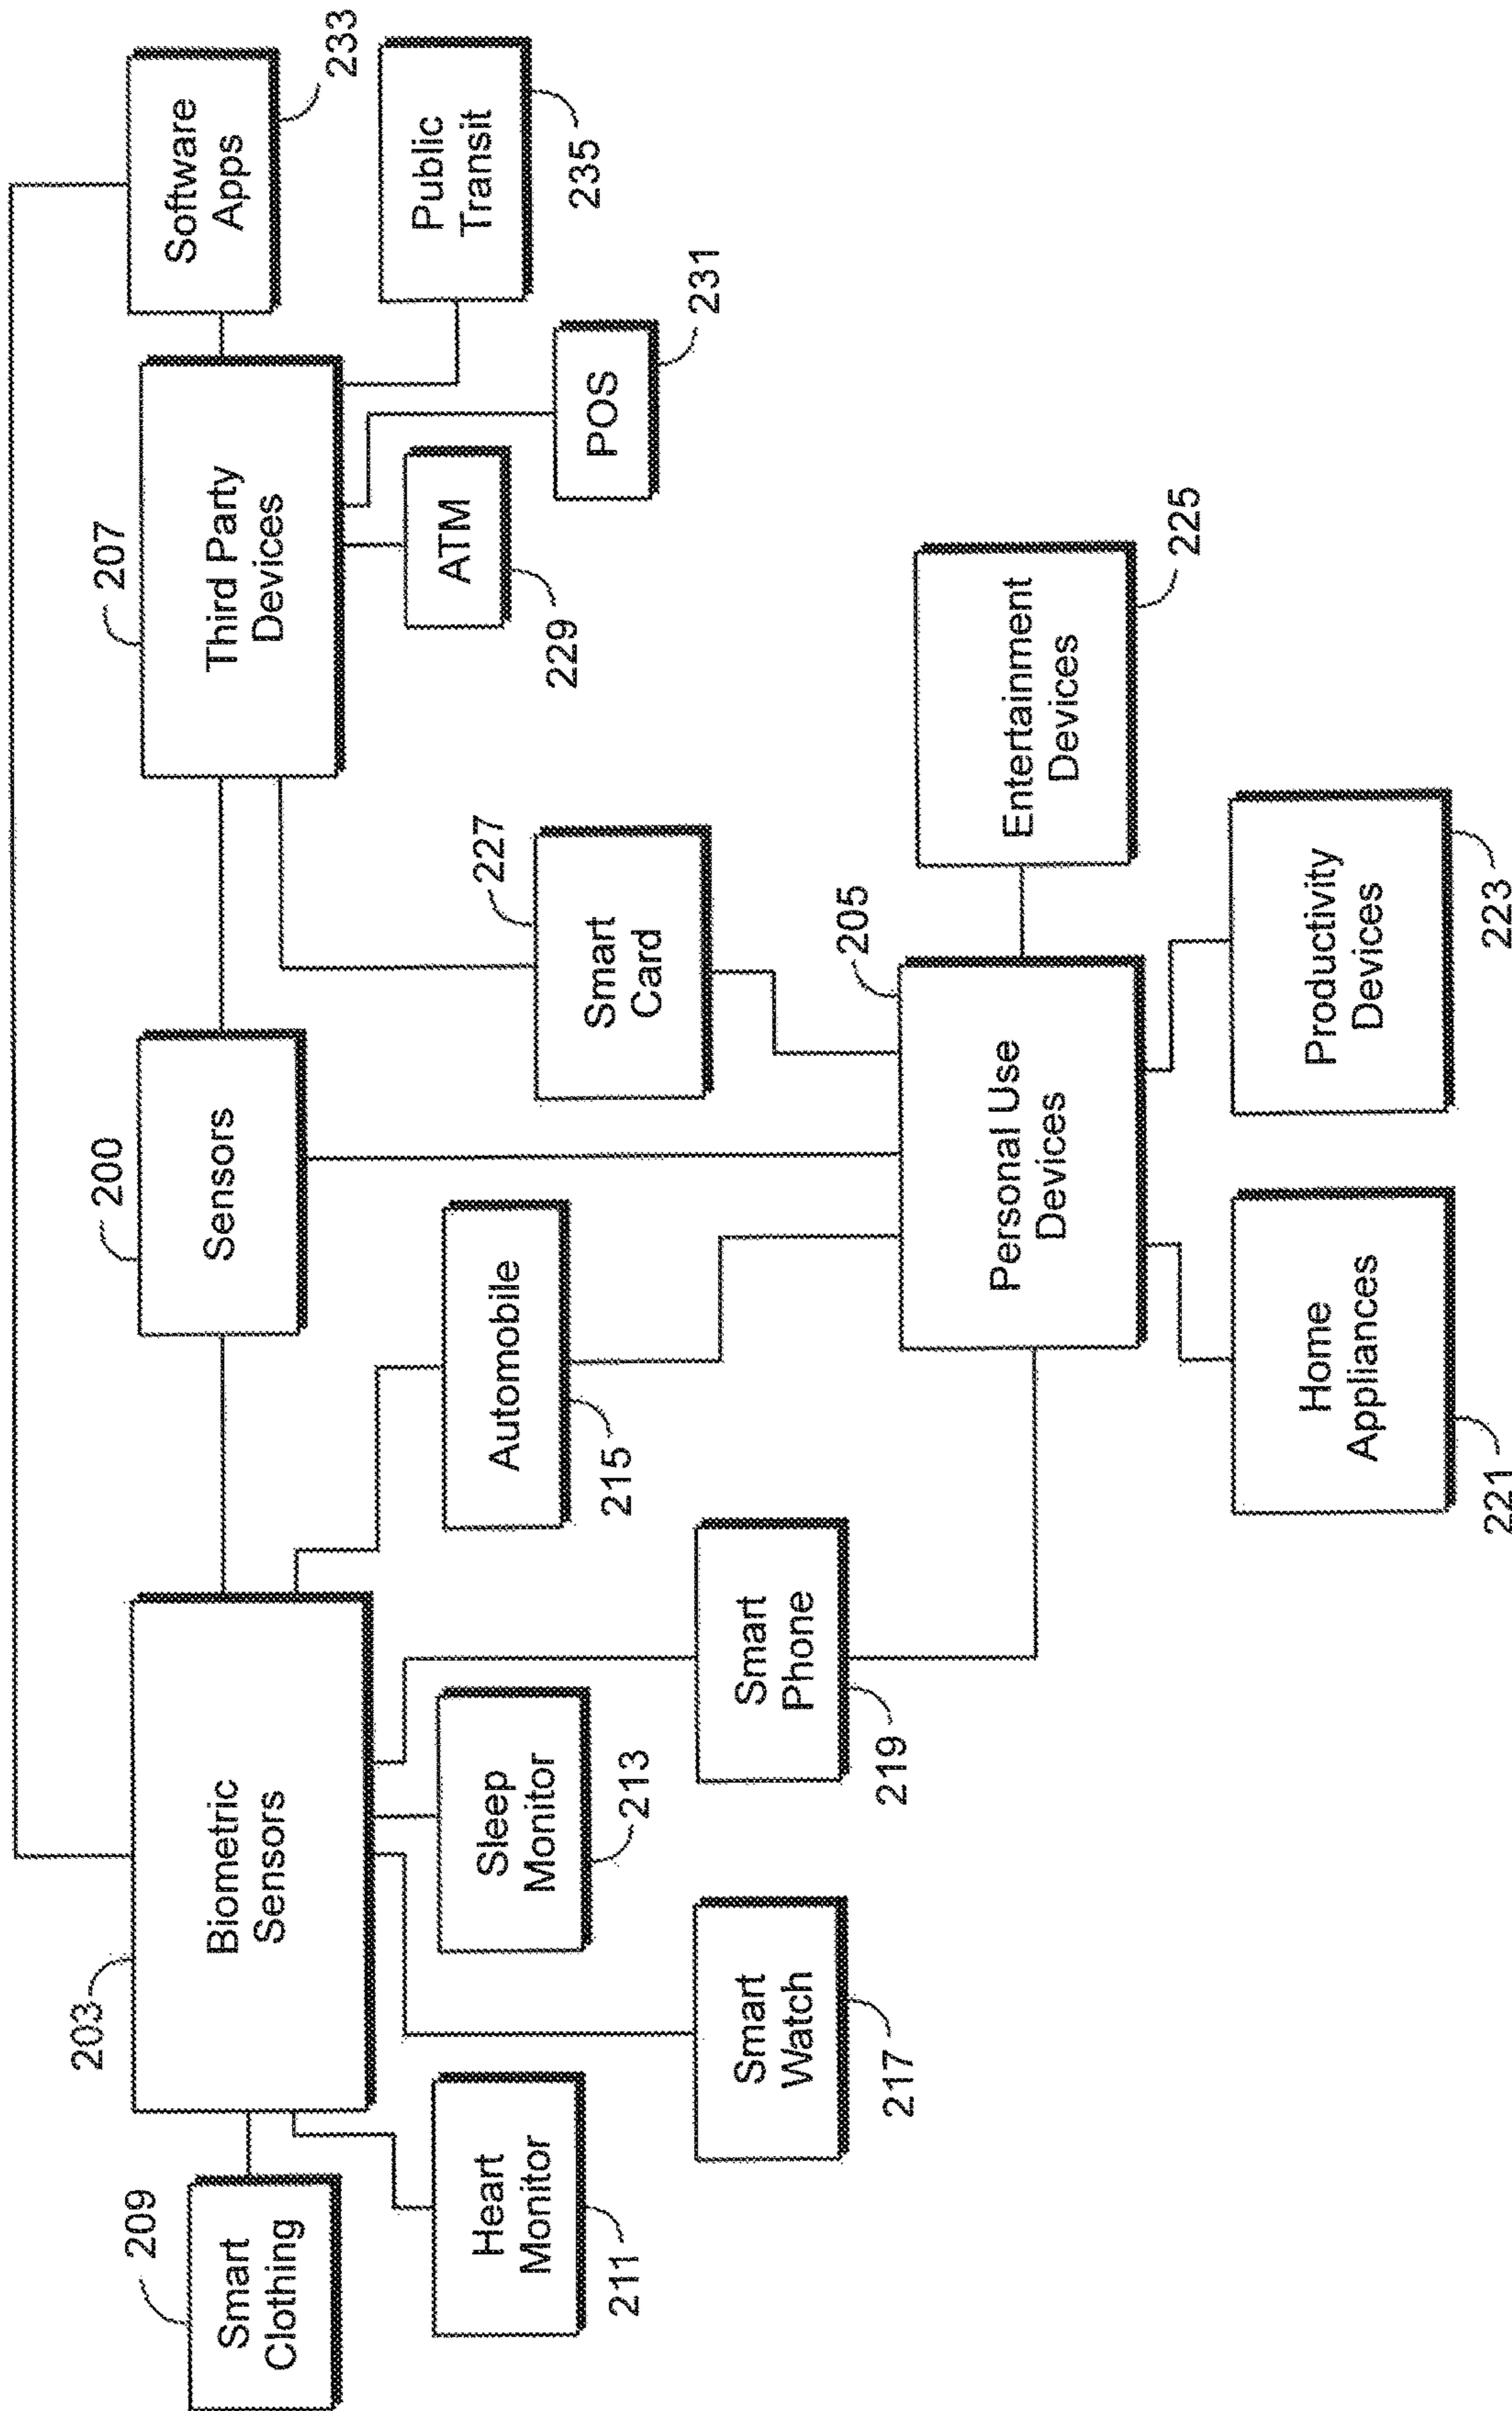 200
Sensors
203
Biometric
Sensors
207
Third Party
Devices
Software
Apps
233
209
Smart
Clothing
Heart
Monitor
211
Sleep
Monitor
213
Automobile
215
ATM
229
Public
Transit
235
POS
231
Smart
Watch
217
Smart
Phone
219
227
Smart
Card
205
Personal Use
Devices
Entertainment
Devices
225
Home
Appliances
221
Productivity
Devices
223